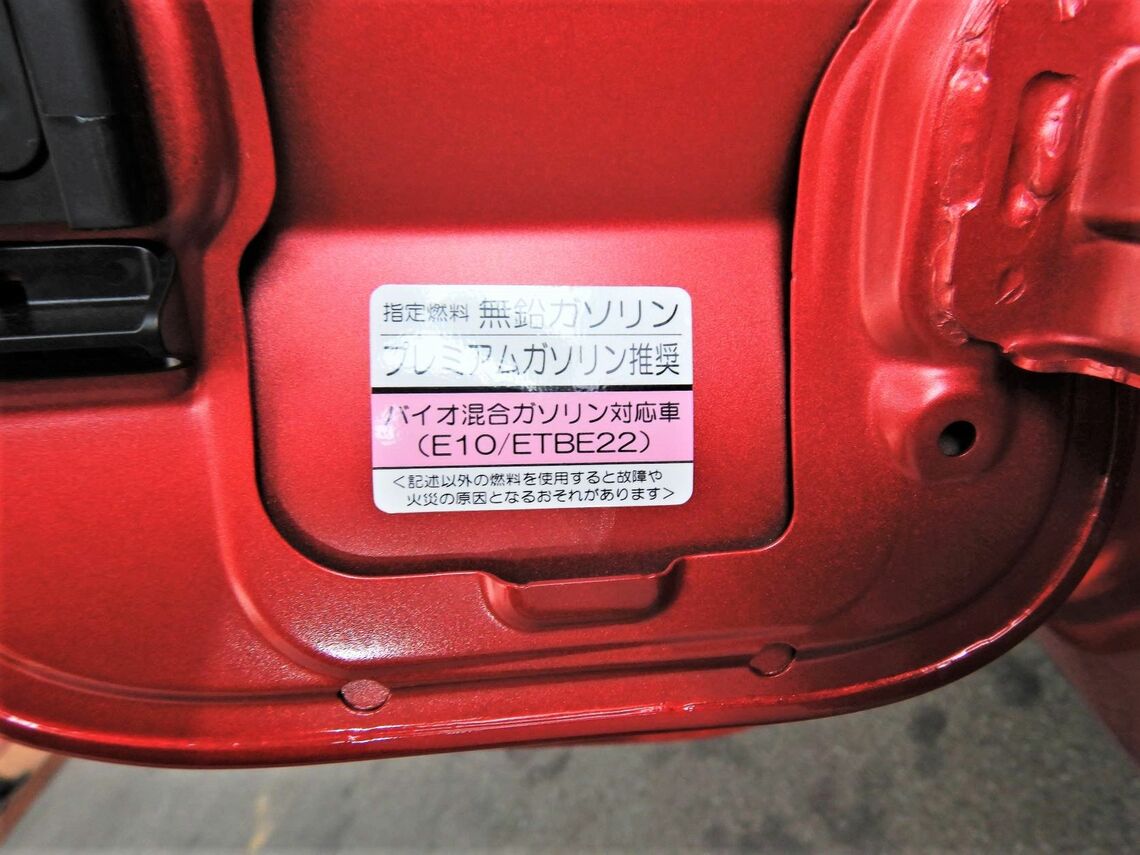 指定燃料 無鉛ガソリン
プレミアムガソリン推奨
バイオ混合ガソリン対応車
（E10/ETBE22）
＜記述以外の燃料を使用すると故障や
火災の原因となるおそれがあります＞